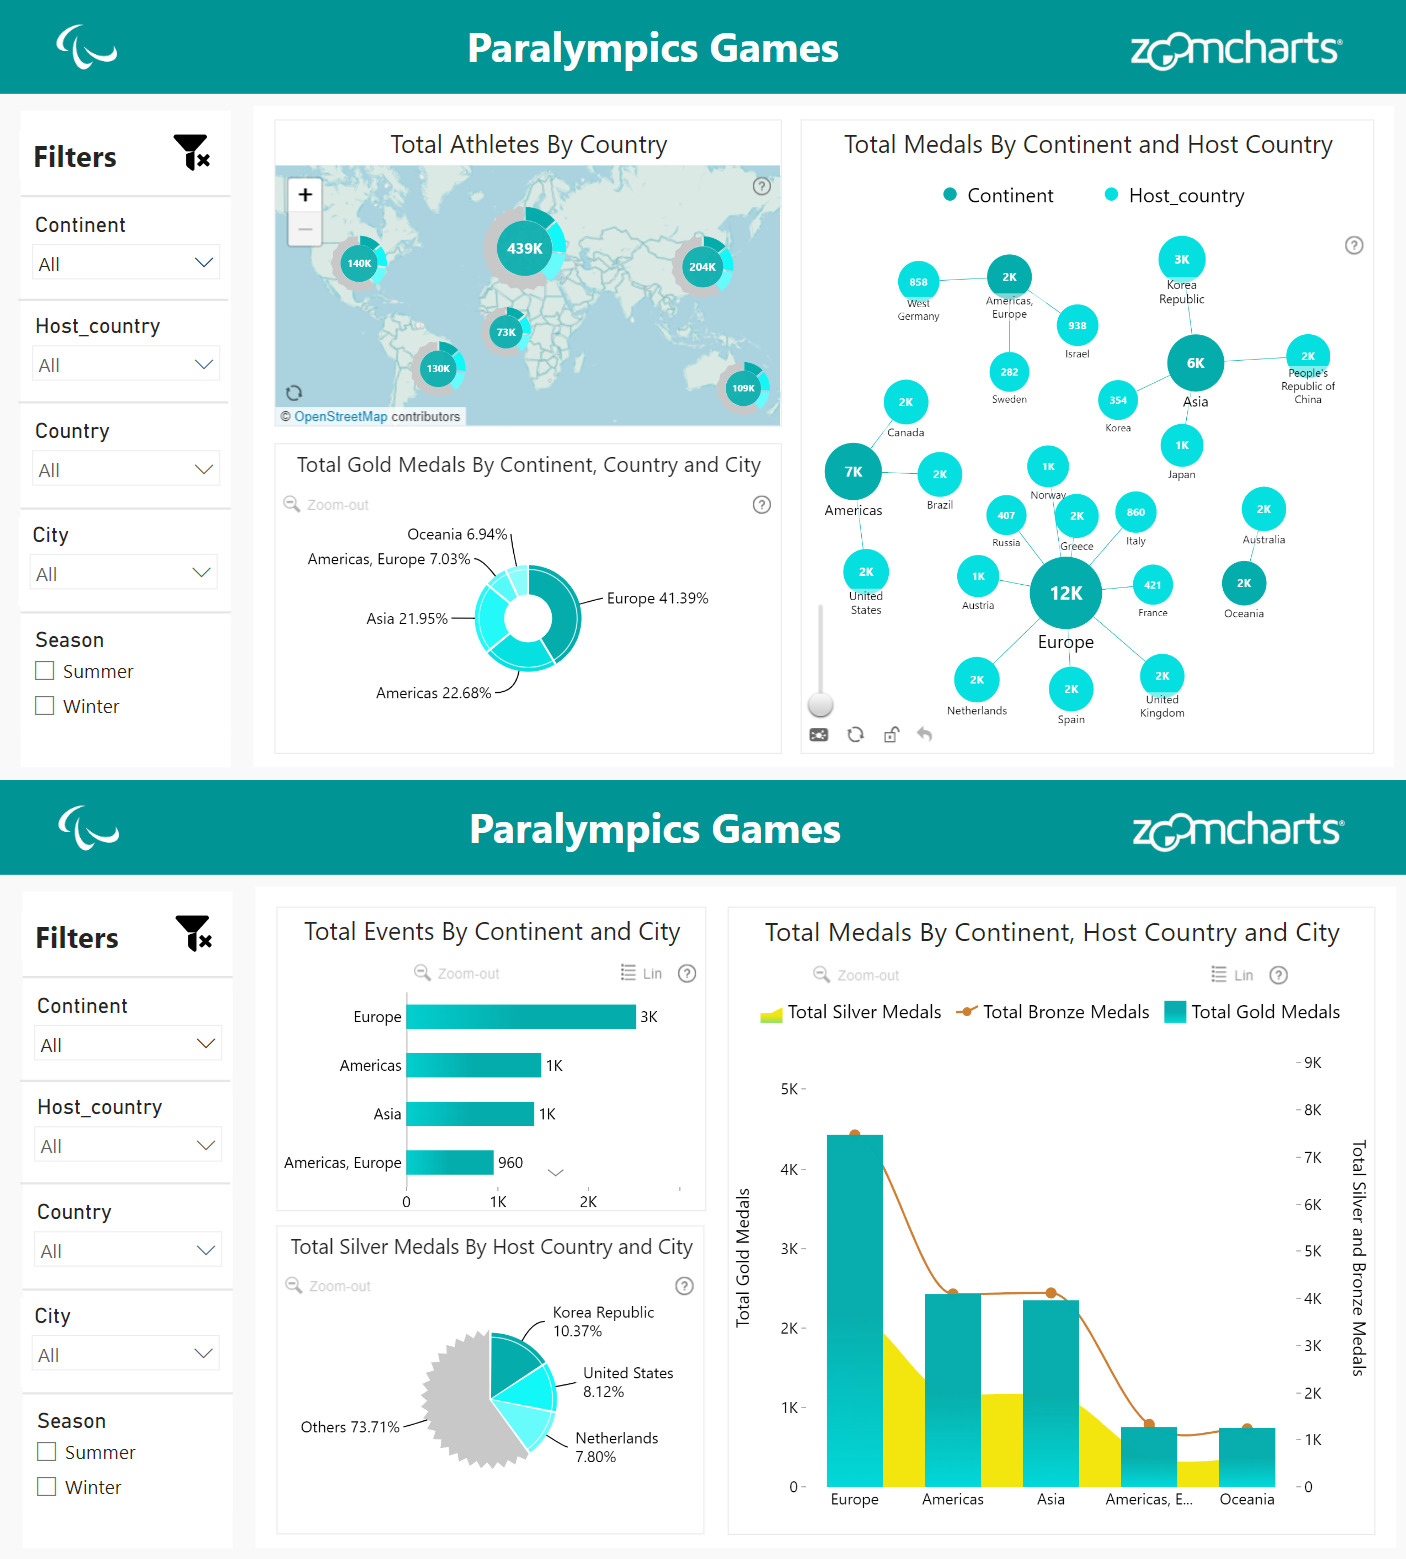 Paralympics Games
zoomcharts®
Filters
Continent
All
Host_country
All
Country
All
City
All
Season
Summer
Winter
Total Athletes By Country
+
−
?
140K
439K
204K
73K
130K
109K
© OpenStreetMap contributors
Total Gold Medals By Continent, Country and City
Zoom-out
?
Oceania 6.94%
Americas, Europe 7.03%
Asia 21.95%
Europe 41.39%
Americas 22.68%
Total Medals By Continent and Host Country
Continent
Host_country
?
858
West
Germany
2K
Americas,
Europe
938
Israel
282
Sweden
3K
Korea
Republic
6K
Asia
2K
People's
Republic of
China
354
Korea
1K
Japan
2K
Canada
7K
Americas
2K
Brazil
2K
United
States
1K
Norway
407
Russia
2K
Greece
860
Italy
1K
Austria
12K
Europe
421
France
2K
Netherlands
2K
Spain
2K
United
Kingdom
2K
Australia
2K
Oceania
Paralympics Games
zoomcharts®
Filters
Continent
All
Host_country
All
Country
All
City
All
Season
Summer
Winter
Total Events By Continent and City
Zoom-out
Lin
?
Europe
3K
Americas
1K
Asia
1K
Americas, Europe
960
0
1K
2K
Total Silver Medals By Host Country and City
Zoom-out
?
Korea Republic
10.37%
United States
8.12%
Netherlands
7.80%
Others 73.71%
Total Medals By Continent, Host Country and City
Zoom-out
Lin
?
Total Silver Medals
Total Bronze Medals
Total Gold Medals
Total Gold Medals
5K
4K
3K
2K
1K
0
9K
8K
7K
6K
5K
4K
3K
2K
1K
0
Total Silver and Bronze Medals
Europe
Americas
Asia
Americas, E...
Oceania